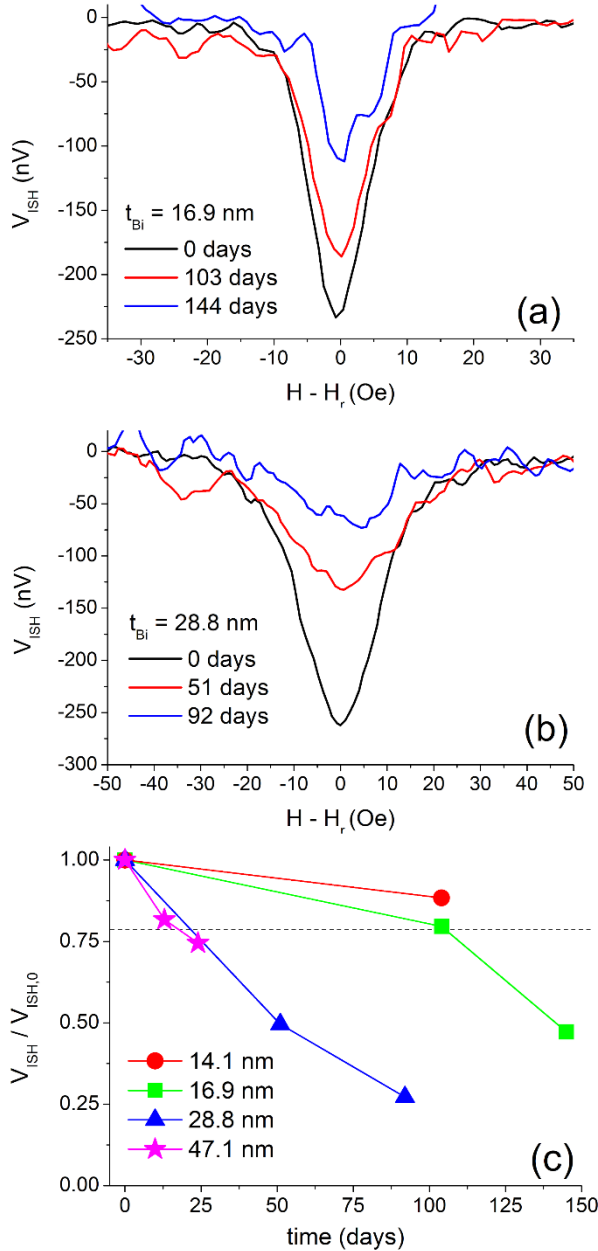 0
-50
-100
-150
-200
-250
V_ISH (nV)
t_Bi = 16.9 nm
0 days
103 days
144 days
(a)
-30 -20 -10 0 10 20 30
H - H_r (Oe)
0
-50
-100
-150
-200
-250
-300
V_ISH (nV)
t_Bi = 28.8 nm
0 days
51 days
92 days
(b)
-50 -40 -30 -20 -10 0 10 20 30 40 50
H - H_r (Oe)
1.00
0.75
0.50
0.25
0.00
V_ISH / V_ISH,0
14.1 nm
16.9 nm
28.8 nm
47.1 nm
(c)
0 25 50 75 100 125 150
time (days)